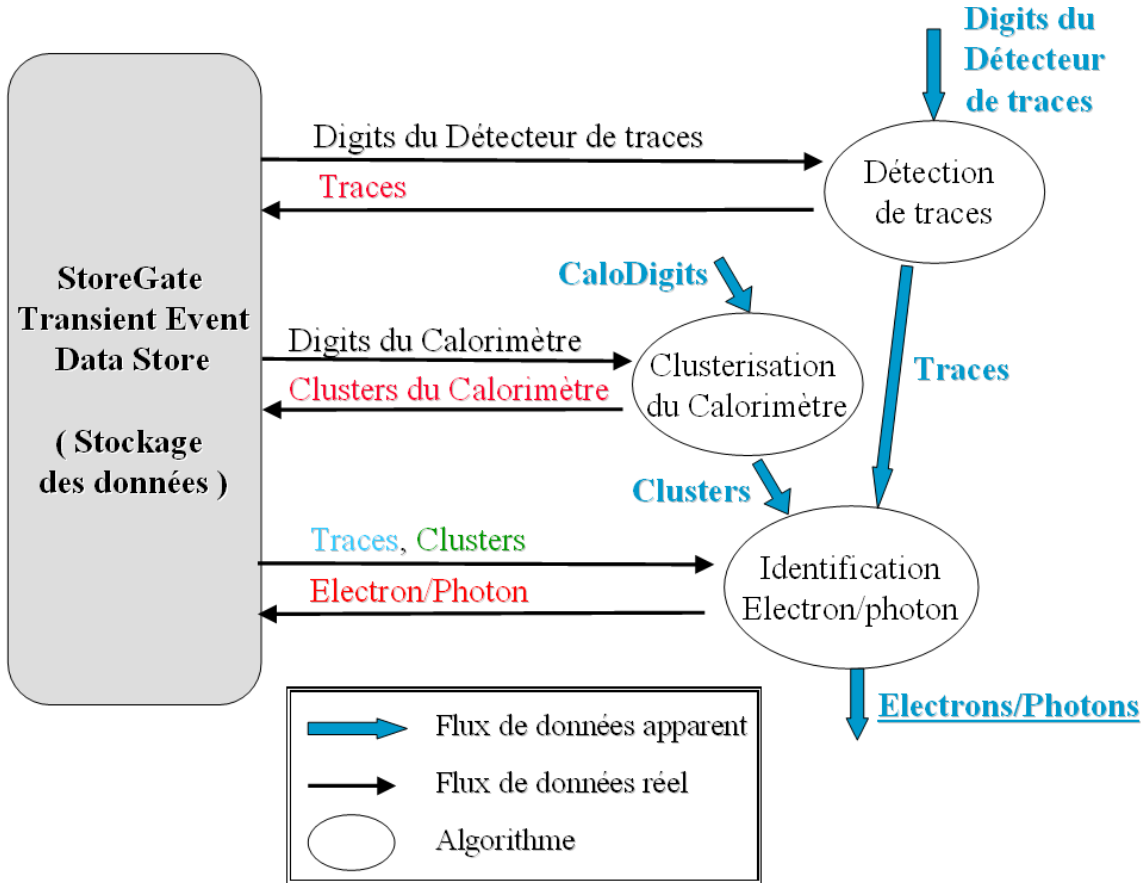 Digits du
Détecteur
de traces
Digits du Détecteur de traces
Traces
Détection
de traces
StoreGate
Transient Event
Data Store
( Stockage
des données )
CaloDigits
Digits du Calorimètre
Clusters du Calorimètre
Clusterisation
du Calorimètre
Traces
Clusters
Traces, Clusters
Electron/Photon
Identification
Electron/photon
Electrons/Photons
Flux de données apparent
Flux de données réel
Algorithme